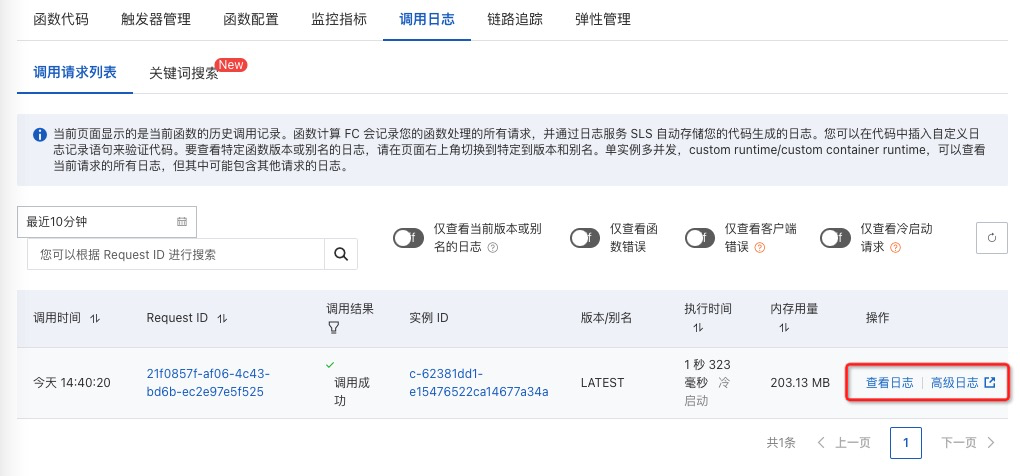 函数代码 触发器管理 函数配置 监控指标 调用日志 链路追踪 弹性管理
调用请求列表 关键词搜索 New
当前页面显示的是当前函数的历史调用记录。函数计算 FC 会记录您的函数处理的所有请求，并通过日志服务 SLS 自动存储您的代码生成的日志。您可以在代码中插入自定义日
志记录语句来验证代码。要查看特定函数版本或别名的日志，请在页面右上角切换到特定到版本和别名。单实例多并发，custom runtime/custom container runtime，可以查看
当前请求的所有日志，但其中可能包含其他请求的日志。
最近10分钟
您可以根据 Request ID 进行搜索
仅查看当前版本或别
名的日志
仅查看函
数错误
仅查看客户端
错误
仅查看冷启动
请求
调用时间 Request ID 调用结果 实例 ID 版本/别名 执行时间 内存用量 操作
今天 14:40:20
21f0857f-af06-4c43-
bd6b-ec2e97e5f525
调用成
功
c-62381dd1-
e15476522ca14677a34a
LATEST
1 秒 323
毫秒 冷
启动
203.13 MB
查看日志 高级日志
共1条 上一页 1 下一页